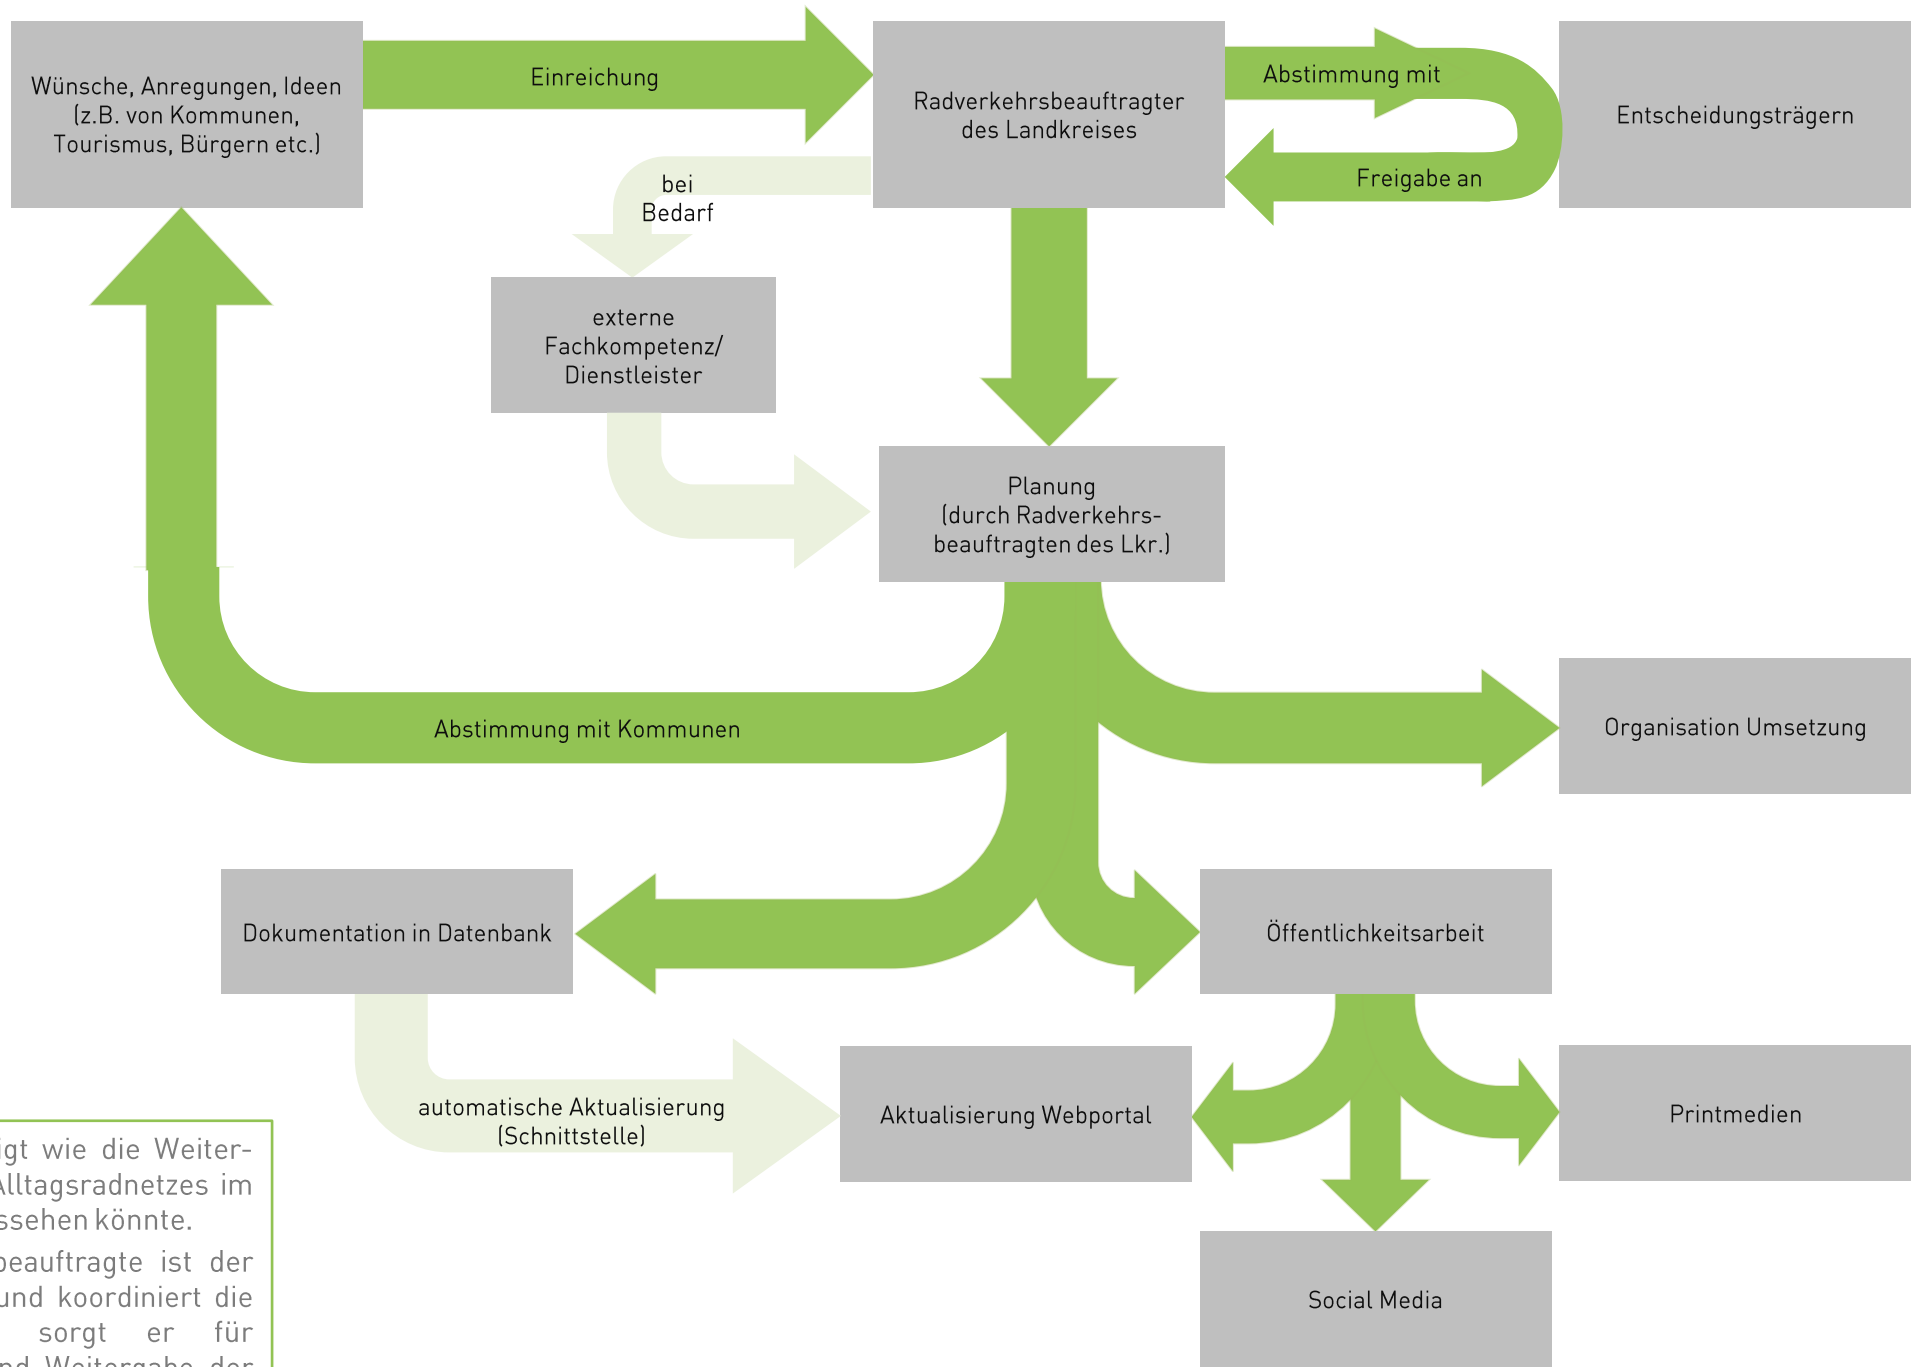 Wünsche, Anregungen, Ideen
(z.B. von Kommunen,
Tourismus, Bürgern etc.)
Einreichung
Radverkehrsbeauftragter
des Landkreises
Abstimmung mit
Freigabe an
Entscheidungsträgern
bei
Bedarf
externe
Fachkompetenz/
Dienstleister
Planung
(durch Radverkehrs-
beauftragten des Lkr.)
Abstimmung mit Kommunen
Organisation Umsetzung
Dokumentation in Datenbank
Öffentlichkeitsarbeit
automatische Aktualisierung
(Schnittstelle)
Aktualisierung Webportal
Printmedien
Social Media
wie die Weiter-
Alltagsradnetzes im
könnte.
ist der
und koordiniert die
sorgt er für
Weitergabe der